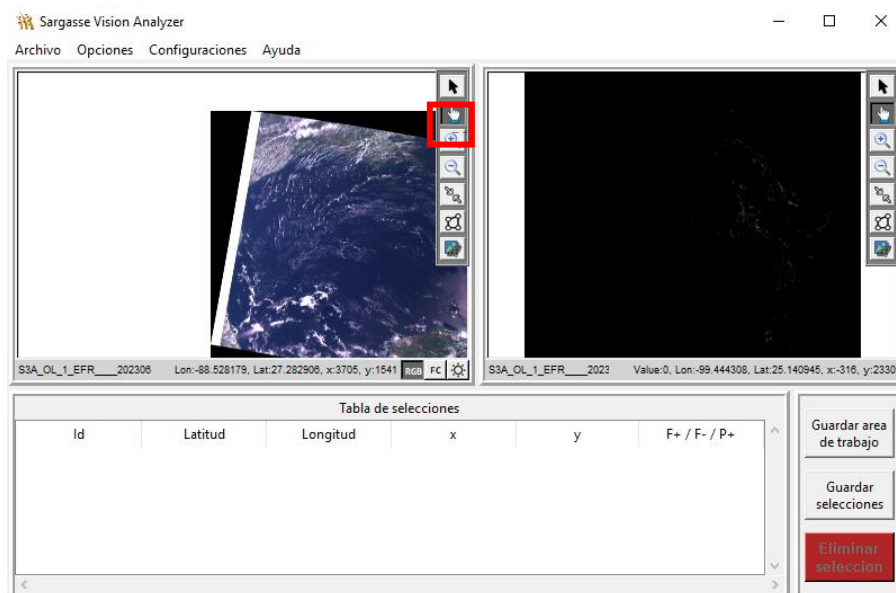 Sargasse Vision Analyzer
Archivo Opciones Configuraciones Ayuda
S3A_OL_1_EFR____202306 Lon:-88.528179, Lat:27.282906, x:3705, y:1541 RGB FC
S3A_OL_1_EFR____2023 Value:0, Lon:-99.444308, Lat:25.140945, x:-316, y:2330
Tabla de selecciones
Id Latitud Longitud x y F+ / F- / P+
Guardar area
de trabajo
Guardar
selecciones
Eliminar
seleccion